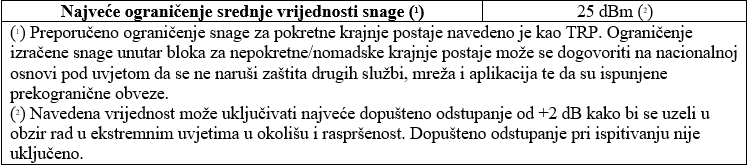 Najveće ograničenje srednje vrijednosti snage (¹) 25 dBm (²)
(¹) Preporučeno ograničenje snage za pokretne krajnje postaje navedeno je kao TRP. Ograničenje
izračene snage unutar bloka za nepokretne/nomadske krajnje postaje može se dogovoriti na nacionalnoj
osnovi pod uvjetom da se ne naruši zaštita drugih službi, mreža i aplikacija te da su ispunjene
prekogranične obveze.
(²) Navedena vrijednost može uključivati najveće dopušteno odstupanje od +2 dB kako bi se uzeli u
obzir rad u ekstremnim uvjetima u okolišu i raspršenost. Dopušteno odstupanje pri ispitivanju nije
uključeno.